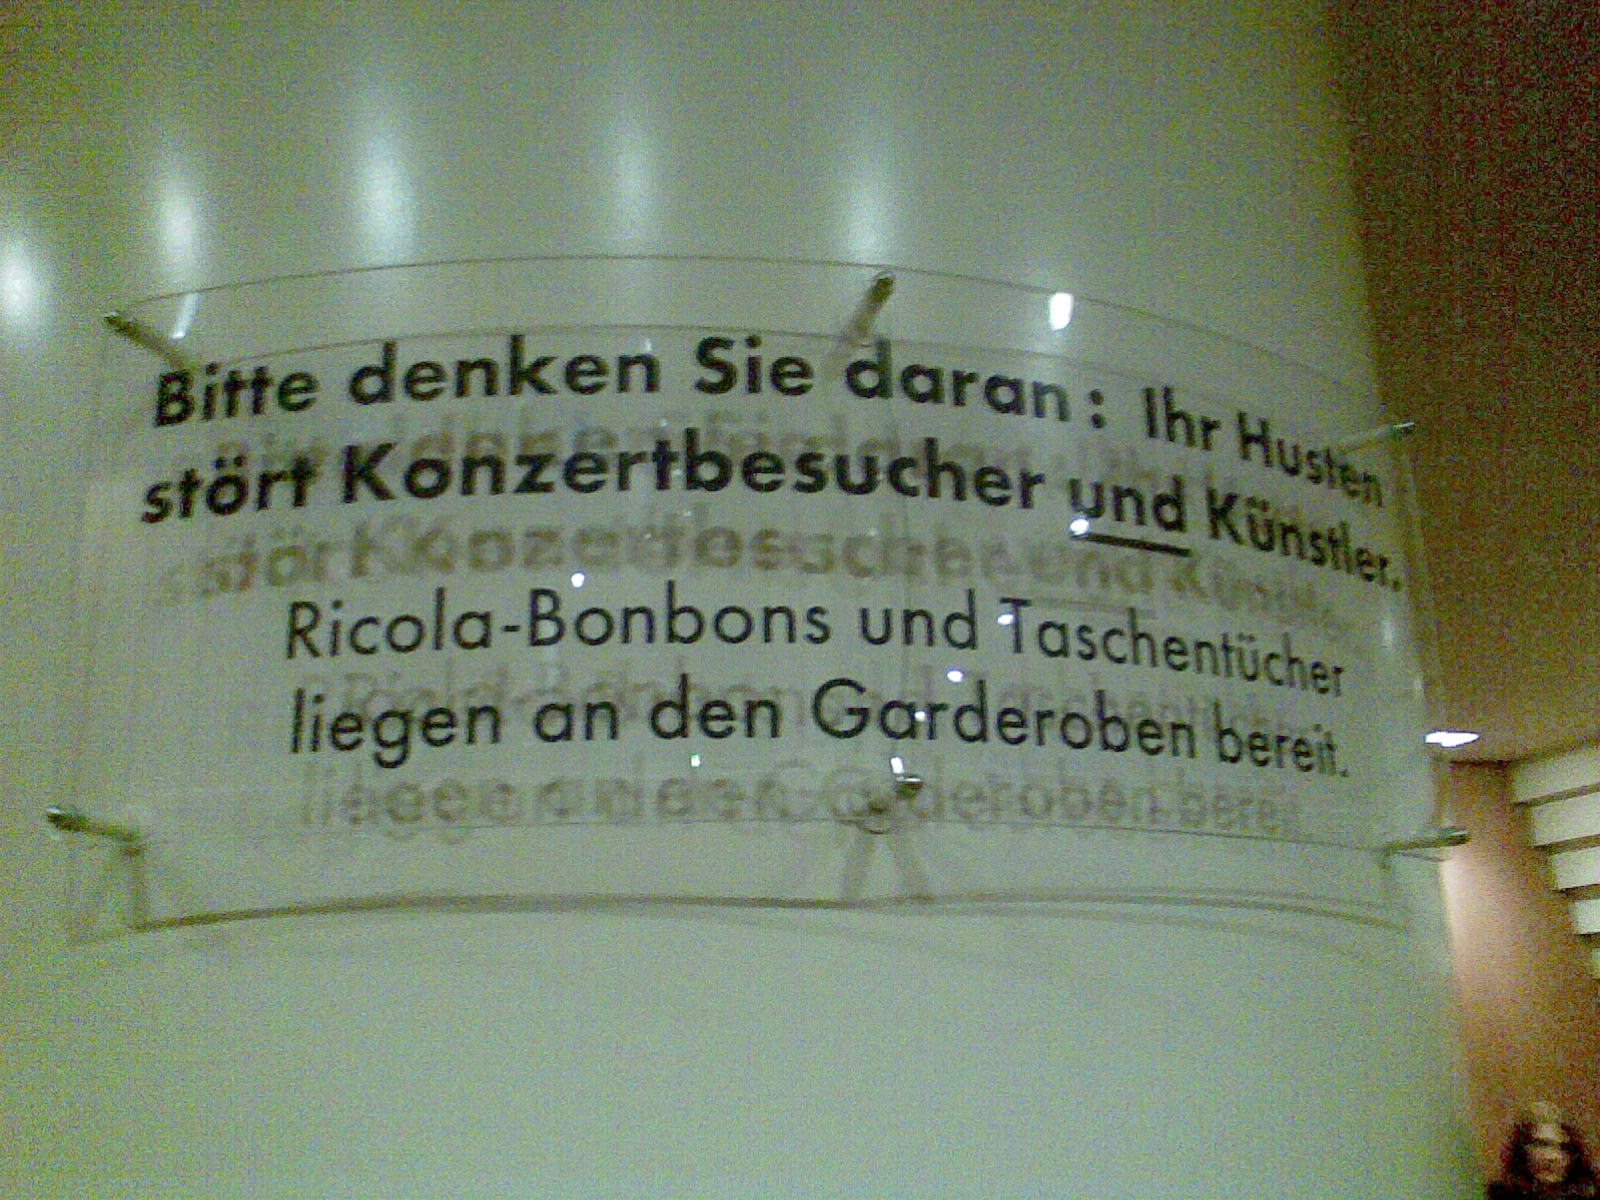 Bitte denken Sie daran: Ihr Husten
stört Konzertbesucher und Künstler.
Ricola-Bonbons und Taschentücher
liegen an den Garderoben bereit.